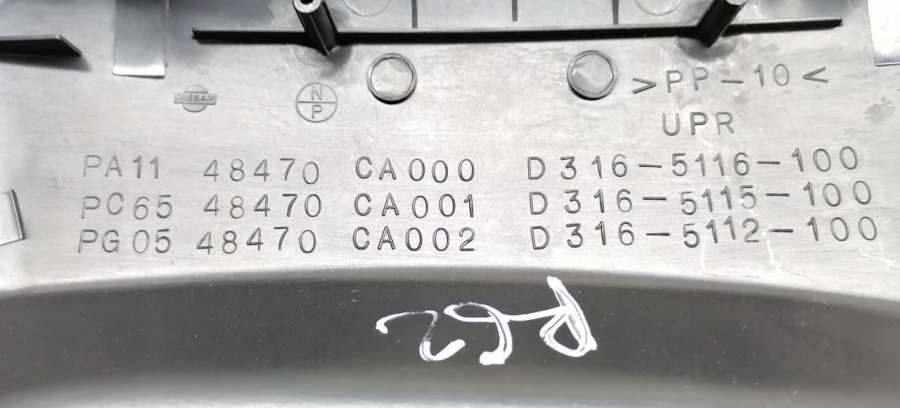 NISSAN
N
P
>PP-10<
UPR
PA11 48470 CA000 D316-5116-100
PC65 48470 CA001 D316-5115-100
PG05 48470 CA002 D316-5112-100